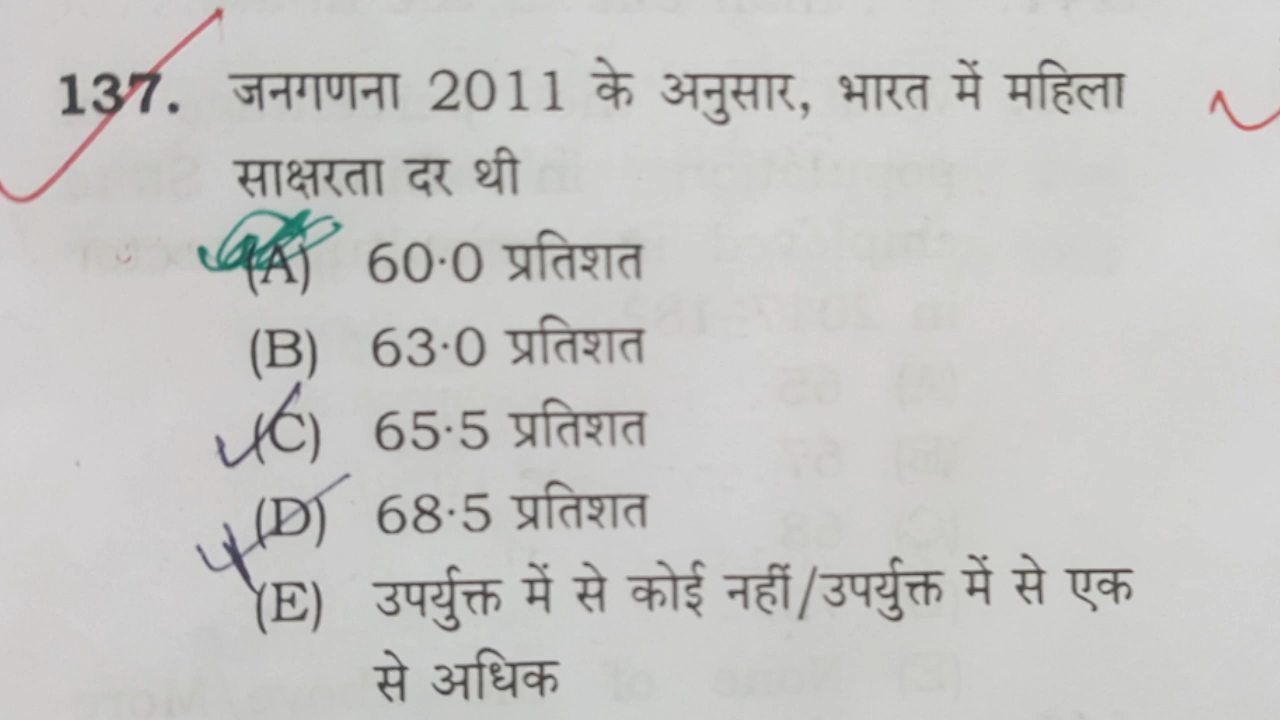 137. जनगणना 2011 के अनुसार, भारत में महिला
साक्षरता दर थी
(A) 60·0 प्रतिशत
(B) 63·0 प्रतिशत
(C) 65·5 प्रतिशत
(D) 68·5 प्रतिशत
(E) उपर्युक्त में से कोई नहीं/उपर्युक्त में से एक
से अधिक